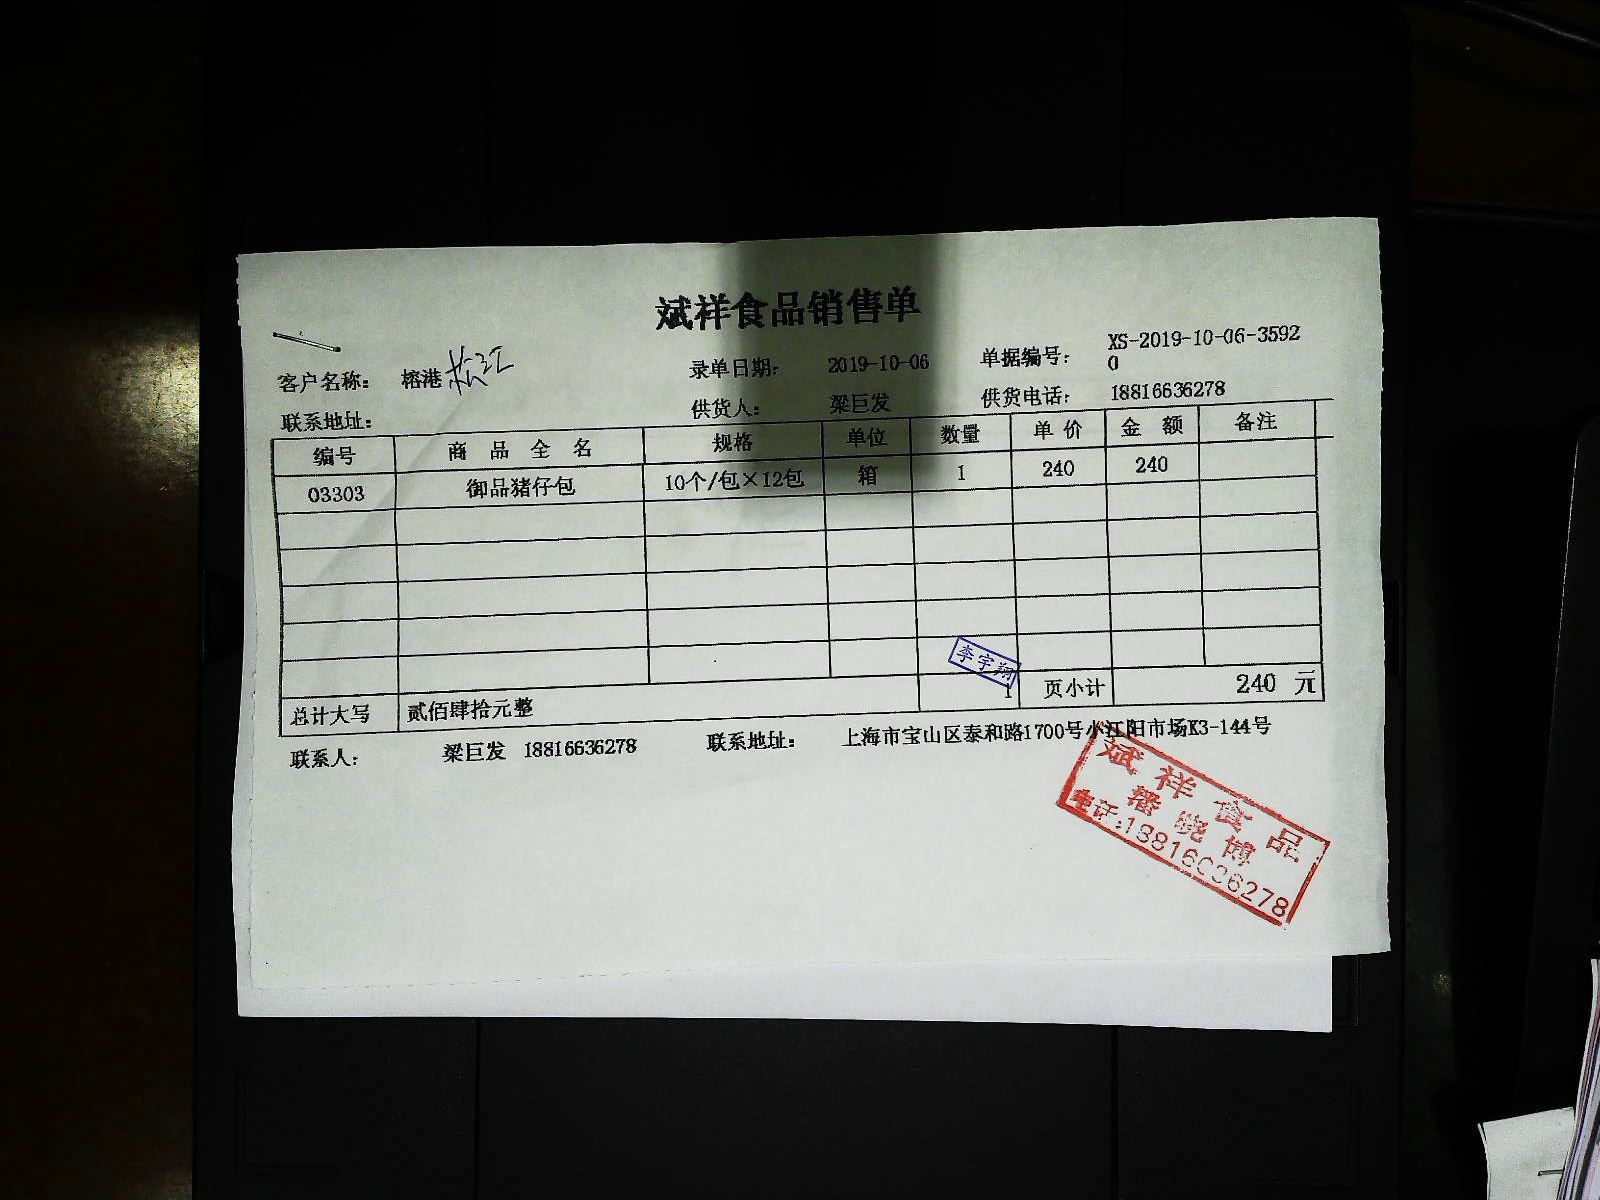 斌祥食品销售单
客户名称： 榕港 松江 录单日期： 2019-10-06 单据编号： XS-2019-10-06-3592
0
联系地址： 供货人： 梁巨发 供货电话： 18816636278
编号 商品全名 规格 单位 数量 单价 金额 备注
03303 御品猪仔包 10个/包×12包 箱 1 240 240
李宇翔
总计大写 贰佰肆拾元整 1 页小计 240 元
联系人： 梁巨发 18816636278 联系地址： 上海市宝山区泰和路1700号小江阳市场K3-144号
斌祥食品
潘晓博
电话:18816636278